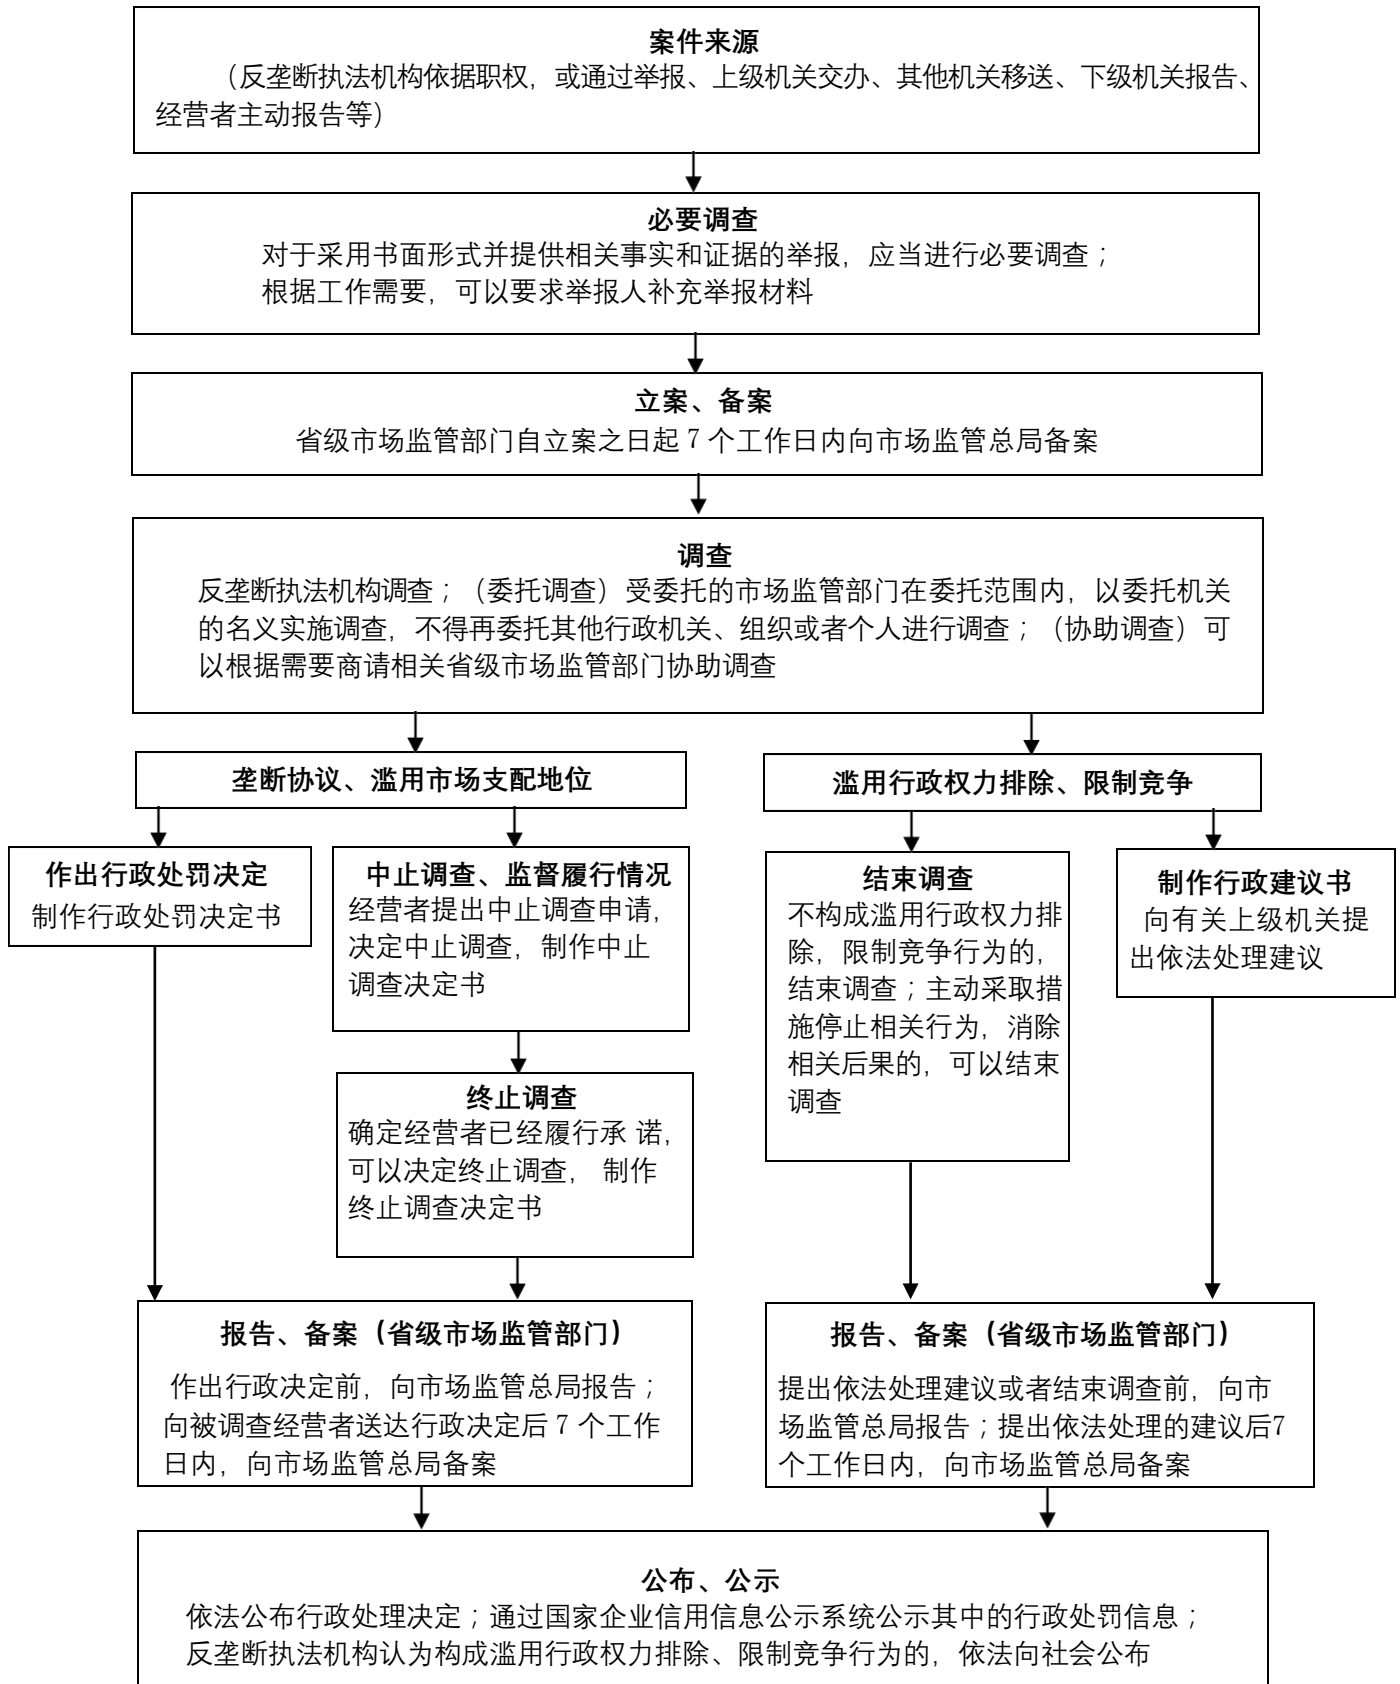 案件来源
（反垄断执法机构依据职权，或通过举报、上级机关交办、其他机关移送、下级机关报告、
经营者主动报告等）
必要调查
对于采用书面形式并提供相关事实和证据的举报，应当进行必要调查；
根据工作需要，可以要求举报人补充举报材料
立案、备案
省级市场监管部门自立案之日起 7 个工作日内向市场监管总局备案
调查
反垄断执法机构调查；（委托调查）受委托的市场监管部门在委托范围内，以委托机关
的名义实施调查，不得再委托其他行政机关、组织或者个人进行调查；（协助调查）可
以根据需要商请相关省级市场监管部门协助调查
垄断协议、滥用市场支配地位
作出行政处罚决定
制作行政处罚决定书
中止调查、监督履行情况
经营者提出中止调查申请，
决定中止调查，制作中止
调查决定书
终止调查
确定经营者已经履行承 诺，
可以决定终止调查， 制作
终止调查决定书
报告、备案（省级市场监管部门）
作出行政决定前，向市场监管总局报告；
向被调查经营者送达行政决定后 7 个工作
日内，向市场监管总局备案
滥用行政权力排除、限制竞争
结束调查
不构成滥用行政权力排
除，限制竞争行为的，
结束调查；主动采取措
施停止相关行为，消除
相关后果的，可以结束
调查
制作行政建议书
向有关上级机关提
出依法处理建议
报告、备案（省级市场监管部门）
提出依法处理建议或者结束调查前，向市
场监管总局报告；提出依法处理的建议后7
个工作日内，向市场监管总局备案
公布、公示
依法公布行政处理决定；通过国家企业信用信息公示系统公示其中的行政处罚信息；
反垄断执法机构认为构成滥用行政权力排除、限制竞争行为的，依法向社会公布